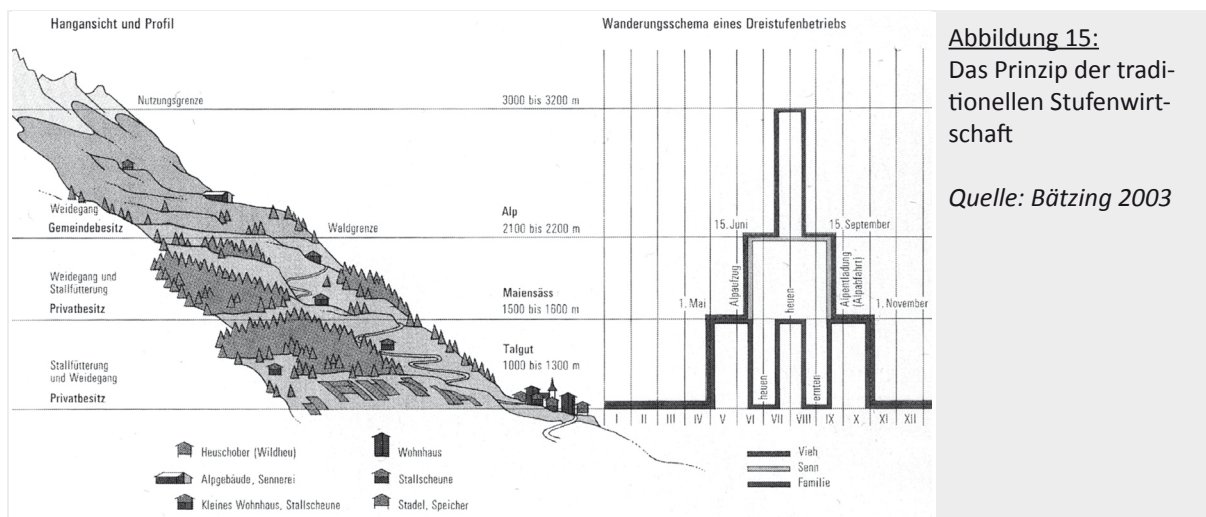 Hangansicht und Profil
Wanderungsschema eines Dreistufenbetriebs
Nutzungsgrenze
3000 bis 3200 m
Weidegang
Gemeindebesitz
Waldgrenze
Alp
2100 bis 2200 m
15. Juni
15. September
Weidegang und
Stallfütterung
Privatbesitz
Maiensäss
1500 bis 1600 m
1. Mai
Alpaufzug
heuen
Alpentladung
(Alpabfahrt)
1. November
Stallfütterung
und Weidegang
Privatbesitz
Talgut
1000 bis 1300 m
heuen
ernten
I II III IV V VI VII VIII IX X XI XII
Heuschober (Wildheu)
Alpgebäude, Sennerei
Kleines Wohnhaus, Stallscheune
Wohnhaus
Stallscheune
Stadel, Speicher
Vieh
Senn
Familie
Abbildung 15:
Das Prinzip der tradi-
tionellen Stufenwirt-
schaft
Quelle: Bätzing 2003